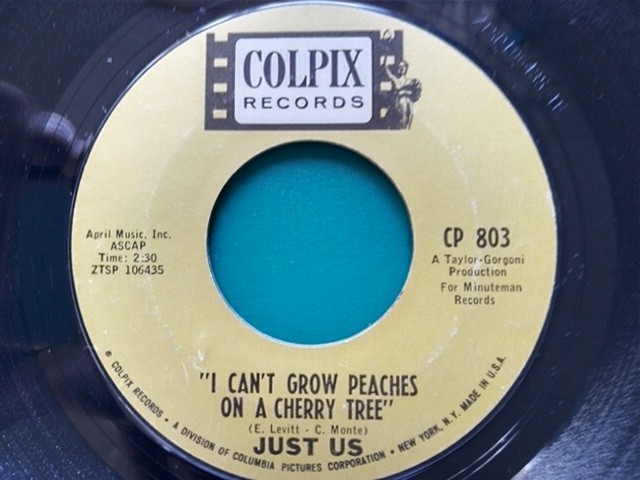 COLPIX
RECORDS
April Music, Inc.
ASCAP
Time: 2:30
ZTSP 106435
CP 803
A Taylor-Gorgoni
Production
For Minuteman
Records
"I CAN'T GROW PEACHES
ON A CHERRY TREE"
(E. Levitt - C. Monte)
JUST US
® COLPIX RECORDS • A DIVISION OF COLUMBIA PICTURES CORPORATION • NEW YORK, N.Y. MADE IN U.S.A.